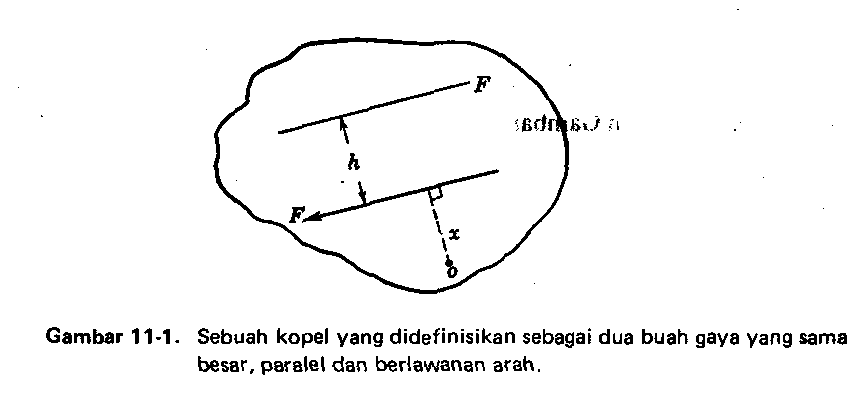 F
h
F
x
o
Gambar 11-1. Sebuah kopel yang didefinisikan sebagai dua buah gaya yang sama
besar, paralel dan berlawanan arah.